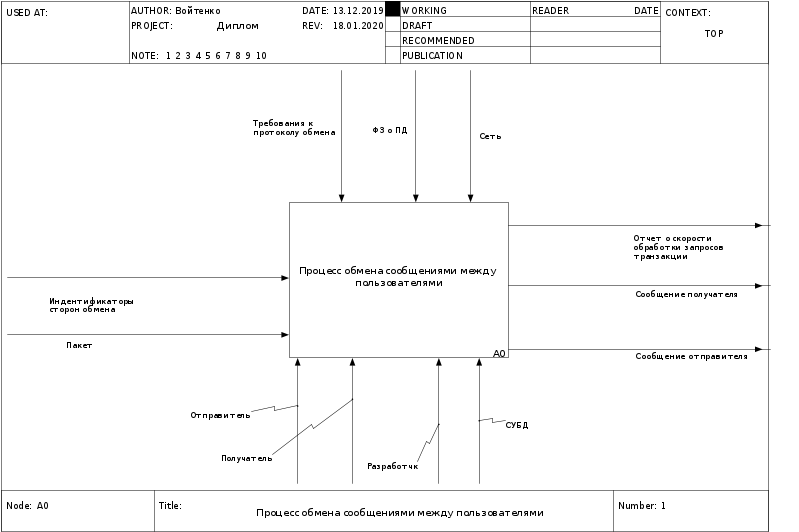 USED AT:
AUTHOR: Войтенко
DATE: 13.12.2019
PROJECT: Диплом
REV: 18.01.2020
NOTE: 1 2 3 4 5 6 7 8 9 10
WORKING
DRAFT
RECOMMENDED
PUBLICATION
READER DATE
CONTEXT:
TOP
Требования к
протоколу обмена
ФЗ о ПД
Сеть
Процесс обмена сообщениями между
пользователями
A0
Индентификаторы
сторон обмена
Пакет
Отчет о скорости
обработки запросов
транзакции
Сообщение получателя
Сообщение отправителя
Отправитель
Получатель
Разработчк
СУБД
Node: A0
Title:
Процесс обмена сообщениями между пользователями
Number: 1